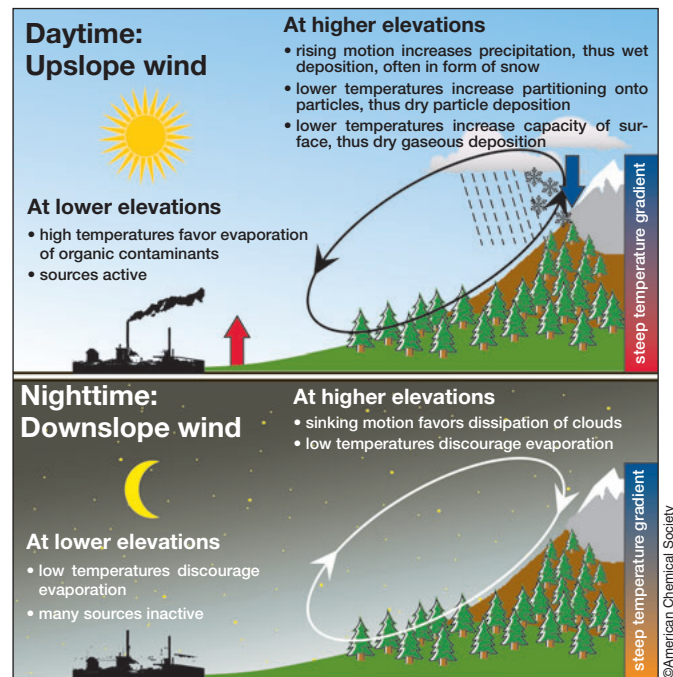 Daytime:
Upslope wind
At higher elevations
• rising motion increases precipitation, thus wet
deposition, often in form of snow
• lower temperatures increase partitioning onto
particles, thus dry particle deposition
• lower temperatures increase capacity of sur-
face, thus dry gaseous deposition
At lower elevations
• high temperatures favor evaporation
of organic contaminants
• sources active
steep temperature gradient
Nighttime:
Downslope wind
At higher elevations
• sinking motion favors dissipation of clouds
• low temperatures discourage evaporation
At lower elevations
• low temperatures discourage
evaporation
• many sources inactive
steep temperature gradient
©American Chemical Society